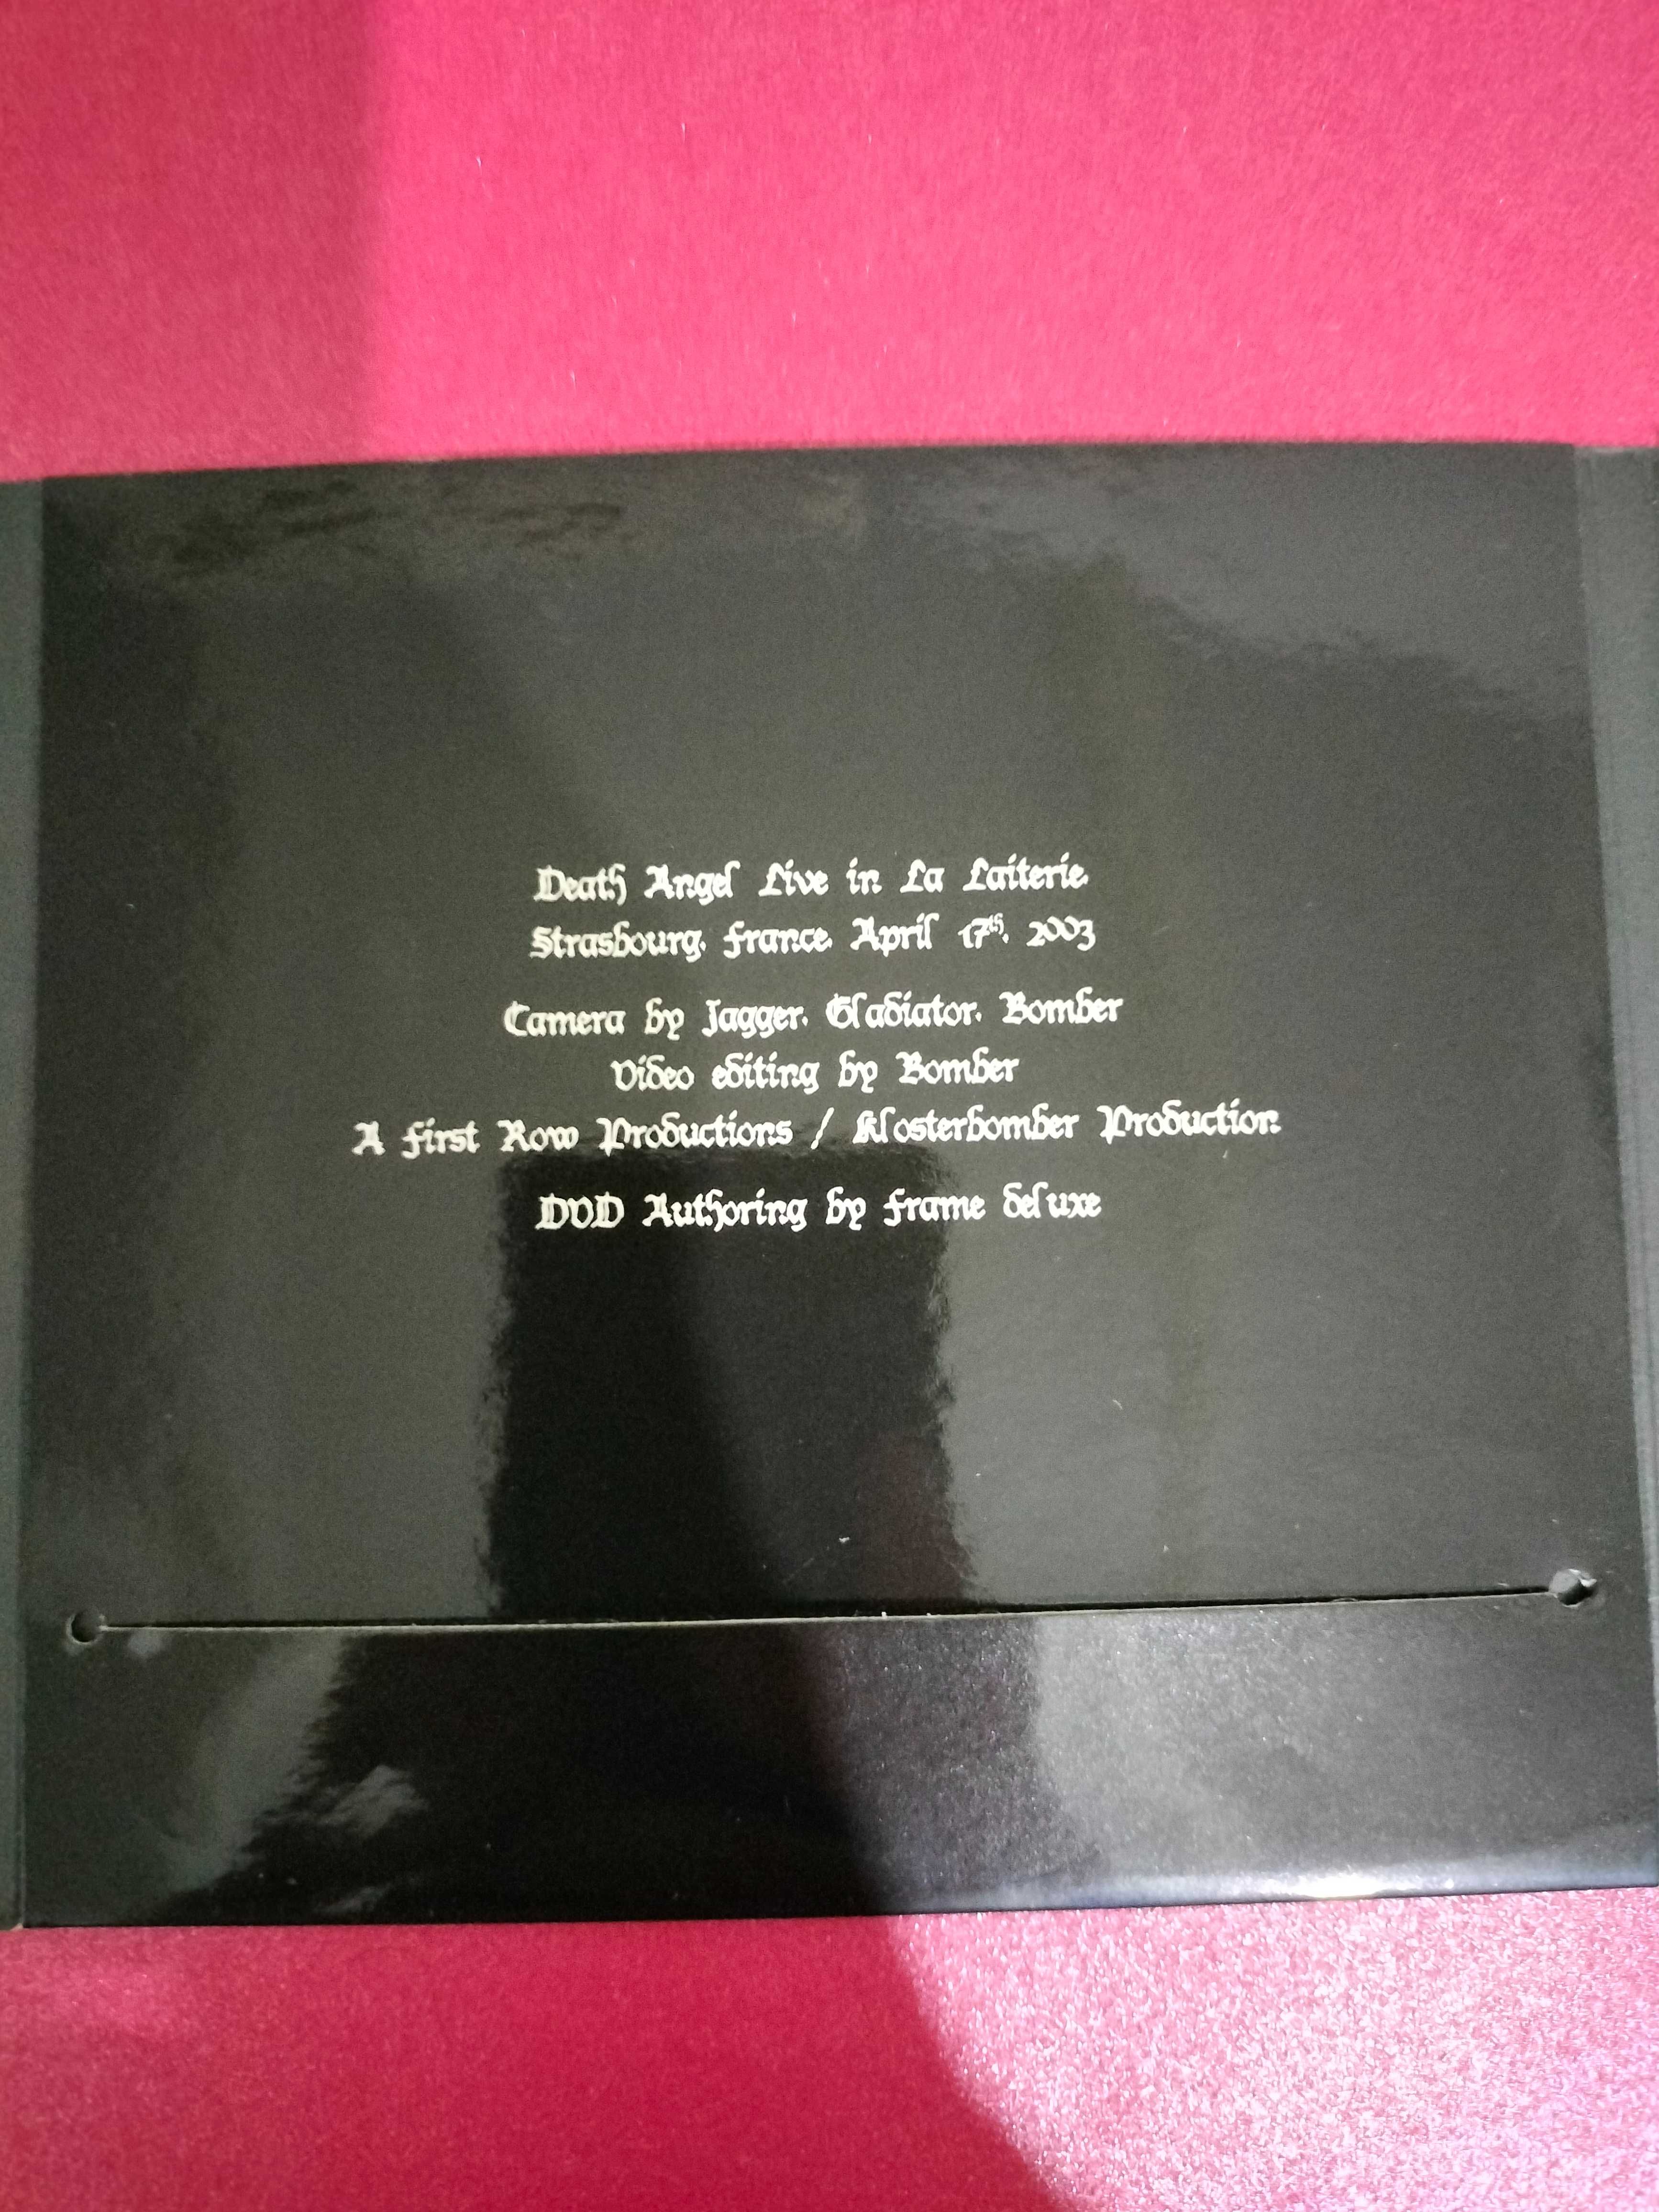 Death Angel Live in La Laiterie,
Strasbourg, France, April 17th, 2003
Camera by Jagger, Gladiator, Bomber
Video editing by Bomber
A First Row Productions / Klosterbomber Production
DVD Authoring by frame deluxe